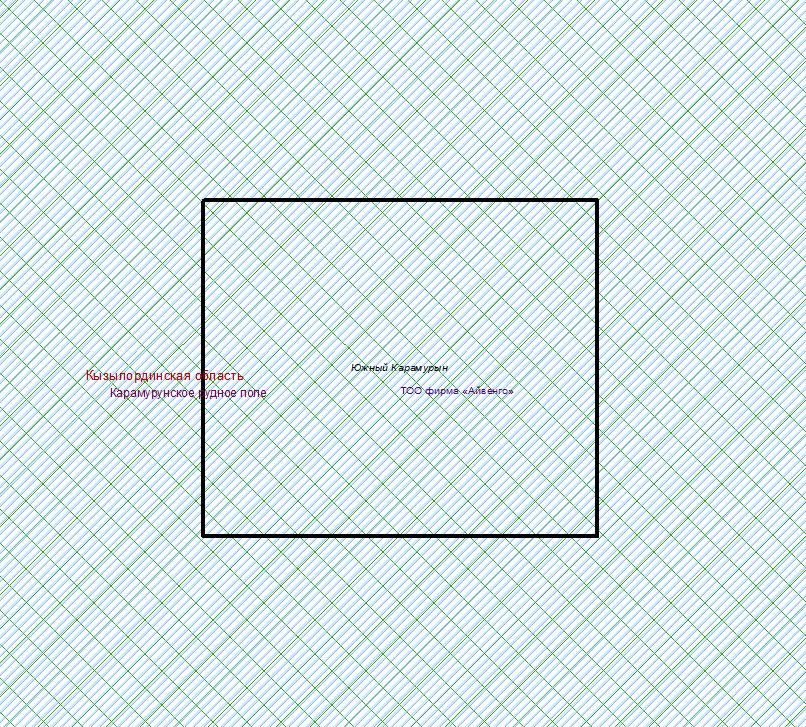 Южный Карамурын
Кызылординская область
ТОО фирма «Айвенго»
Карамурунское рудное поле